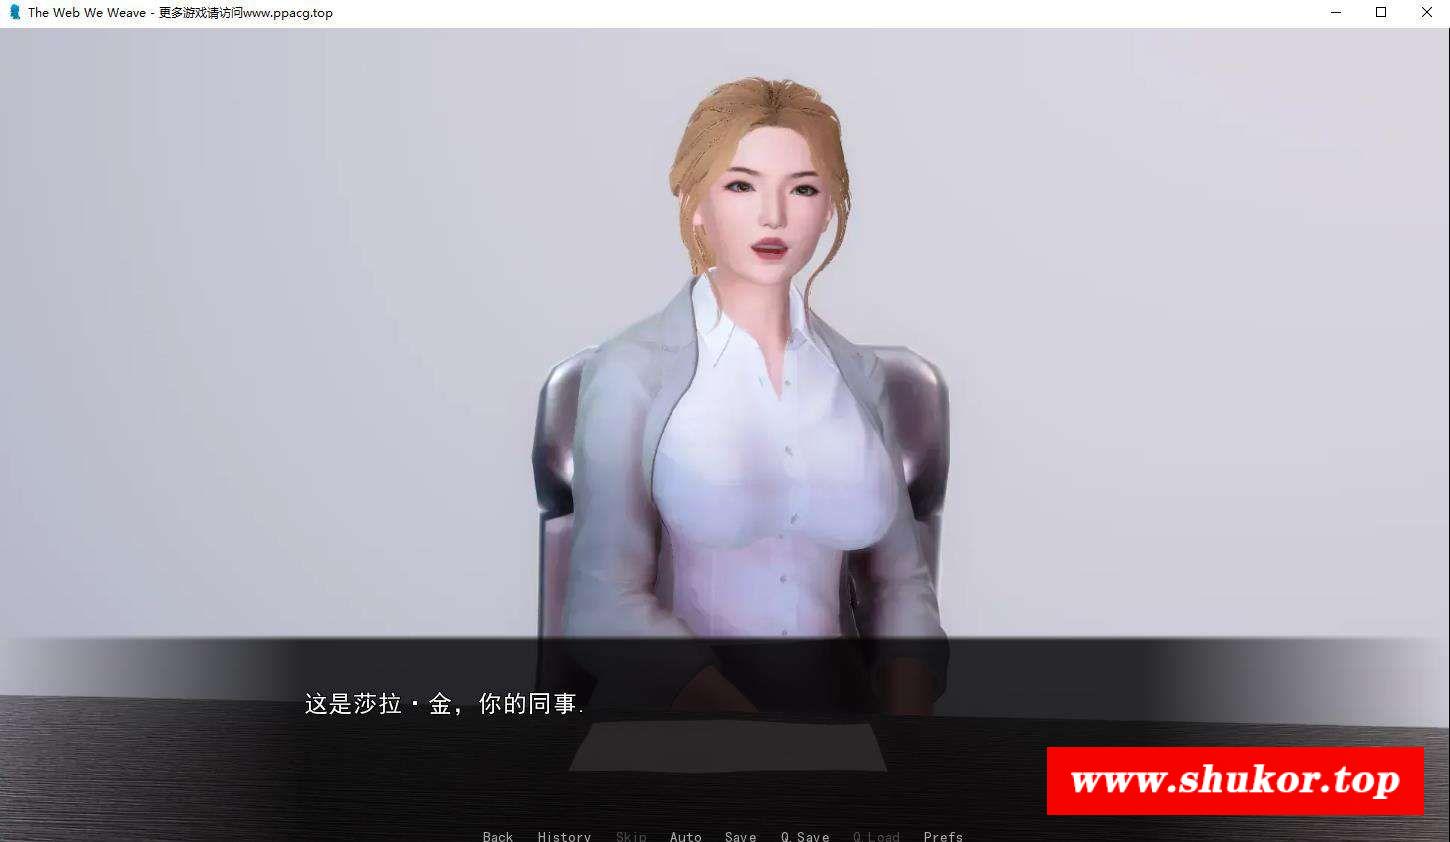 The Web We Weave - 更多游戏请访问www.ppacg.top
这是莎拉·金，你的同事.
www.shukor.top
Back History Skip Auto Save Q.Save Q.Load Prefs